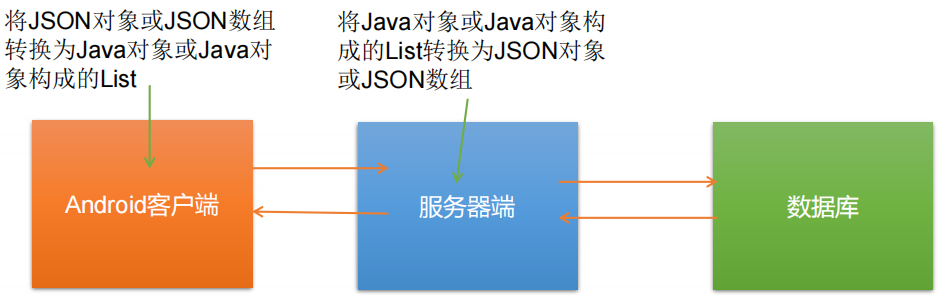 将JSON对象或JSON数组
转换为Java对象或Java对
象构成的List
将Java对象或Java对象构
成的List转换为JSON对象
或JSON数组
Android客户端
服务器端
数据库